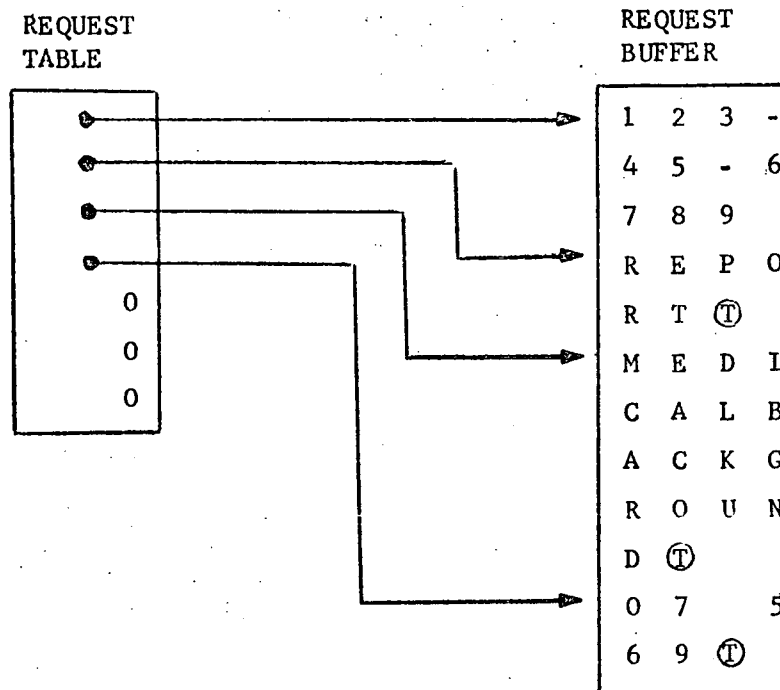 REQUEST
TABLE
0
0
0
REQUEST
BUFFER
1 2 3 -
4 5 - 6
7 8 9
R E P O
R T Ⓣ
M E D I
C A L B
A C K G
R O U N
D Ⓣ
0 7 5
6 9 Ⓣ